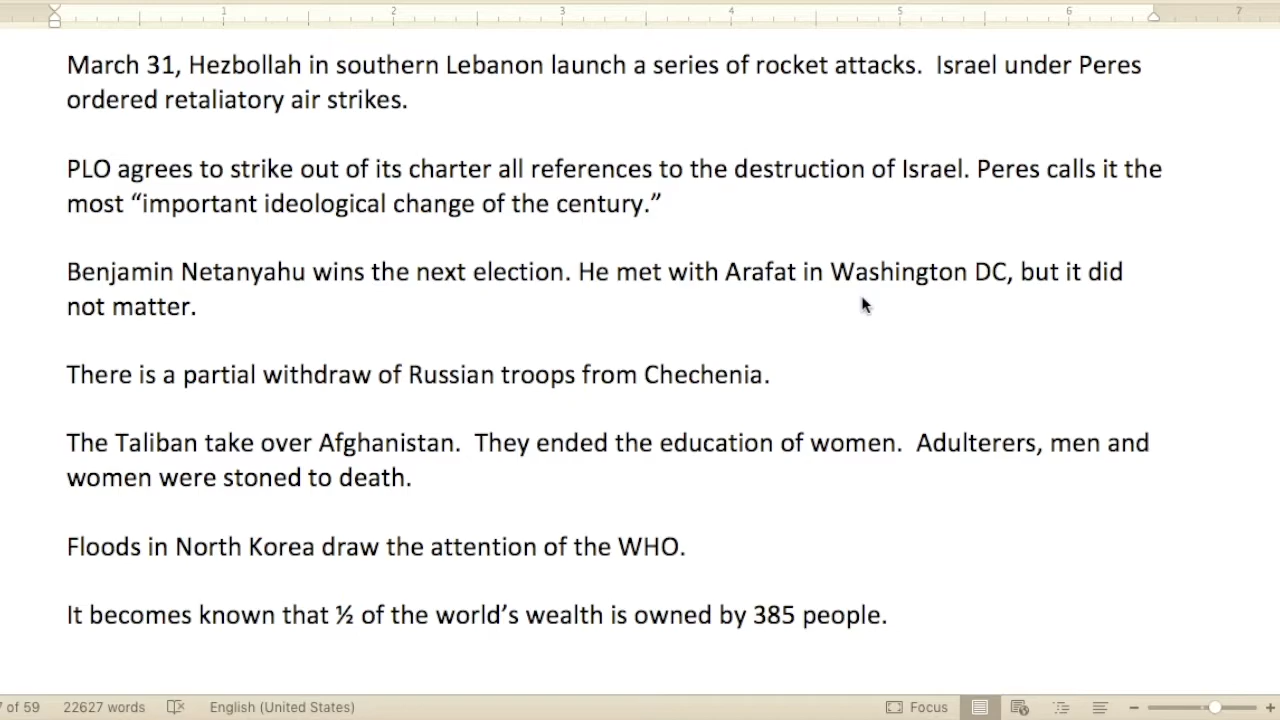 1 2 3 4 5 6 7
March 31, Hezbollah in southern Lebanon launch a series of rocket attacks.  Israel under Peres
ordered retaliatory air strikes.
PLO agrees to strike out of its charter all references to the destruction of Israel. Peres calls it the
most “important ideological change of the century.”
Benjamin Netanyahu wins the next election. He met with Arafat in Washington DC, but it did
not matter.
There is a partial withdraw of Russian troops from Chechenia.
The Taliban take over Afghanistan.  They ended the education of women.  Adulterers, men and
women were stoned to death.
Floods in North Korea draw the attention of the WHO.
It becomes known that ½ of the world’s wealth is owned by 385 people.
of 59 22627 words English (United States) Focus